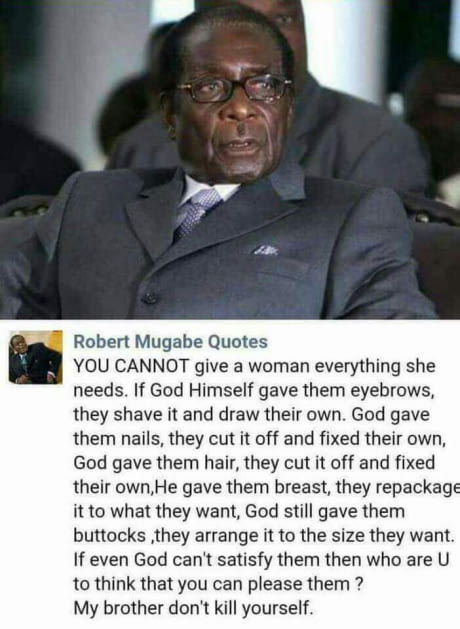 Robert Mugabe Quotes
YOU CANNOT give a woman everything she
needs. If God Himself gave them eyebrows,
they shave it and draw their own. God gave
them nails, they cut it off and fixed their own,
God gave them hair, they cut it off and fixed
their own,He gave them breast, they repackage
it to what they want, God still gave them
buttocks ,they arrange it to the size they want.
If even God can't satisfy them then who are U
to think that you can please them ?
My brother don't kill yourself.